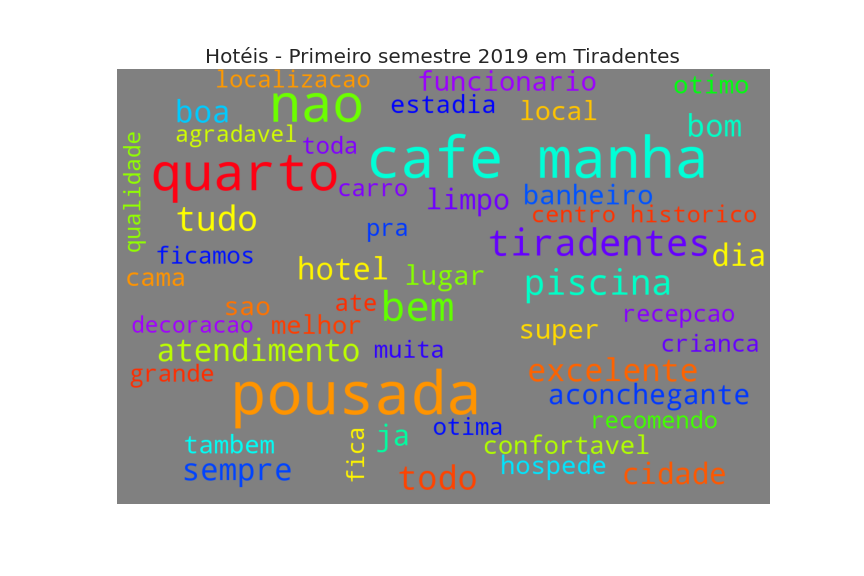 Hotéis - Primeiro semestre 2019 em Tiradentes
localizacao
funcionario
otimo
nao
estadia
boa
local
bom
agradavel
toda
cafe manha
qualidade
quarto
carro
limpo
banheiro
centro historico
tudo
pra
tiradentes
dia
ficamos
hotel
lugar
cama
piscina
sao
ate
bem
recepcao
decoracao
melhor
super
crianca
atendimento
muita
grande
excelente
pousada
aconchegante
recomendo
otima
ja
tambem
fica
confortavel
sempre
hospede
todo
cidade